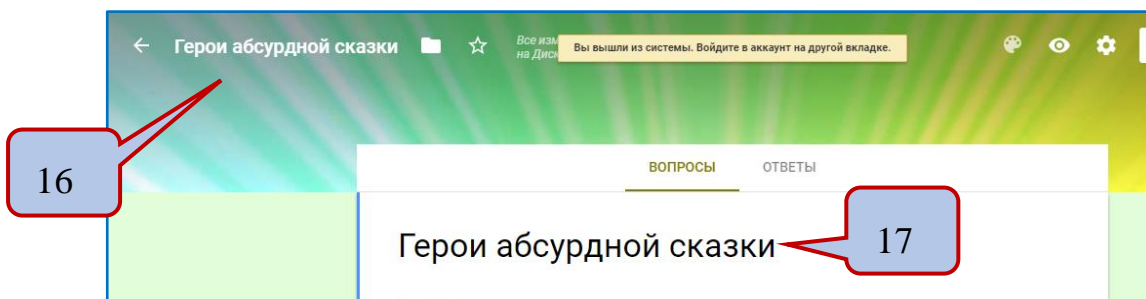 Герои абсурдной сказки
Все изм
на Диск
Вы вышли из системы. Войдите в аккаунт на другой вкладке.
16
ВОПРОСЫ ОТВЕТЫ
Герои абсурдной сказки
17